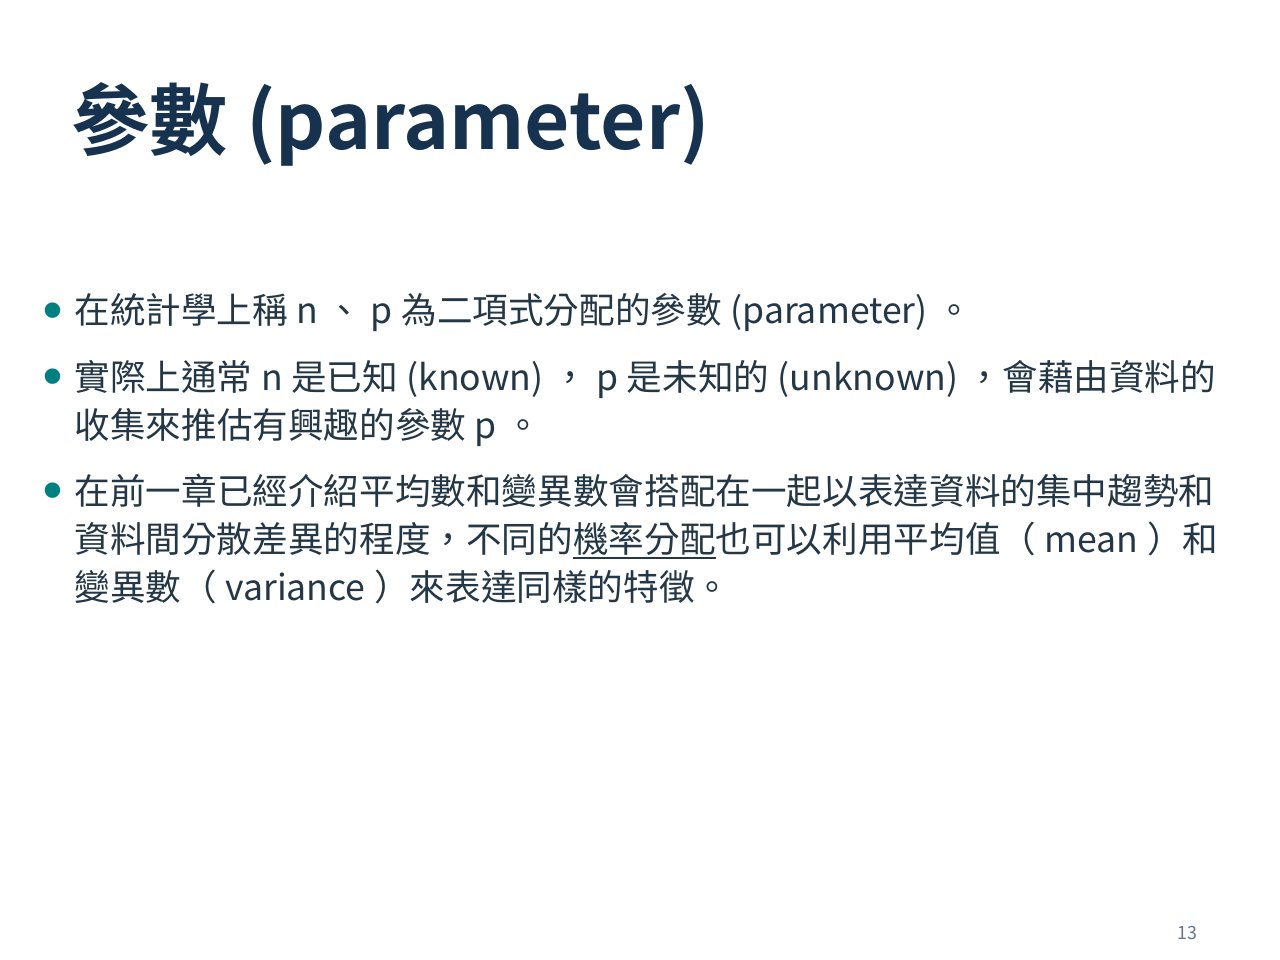 參數 (parameter)
在統計學上稱 n 、 p 為二項式分配的參數 (parameter) 。
實際上通常 n 是已知 (known) ， p 是未知的 (unknown) ，會藉由資料的
收集來推估有興趣的參數 p 。
在前一章已經介紹平均數和變異數會搭配在一起以表達資料的集中趨勢和
資料間分散差異的程度，不同的機率分配也可以利用平均值（ mean ）和
變異數（ variance ）來表達同樣的特徵。
13